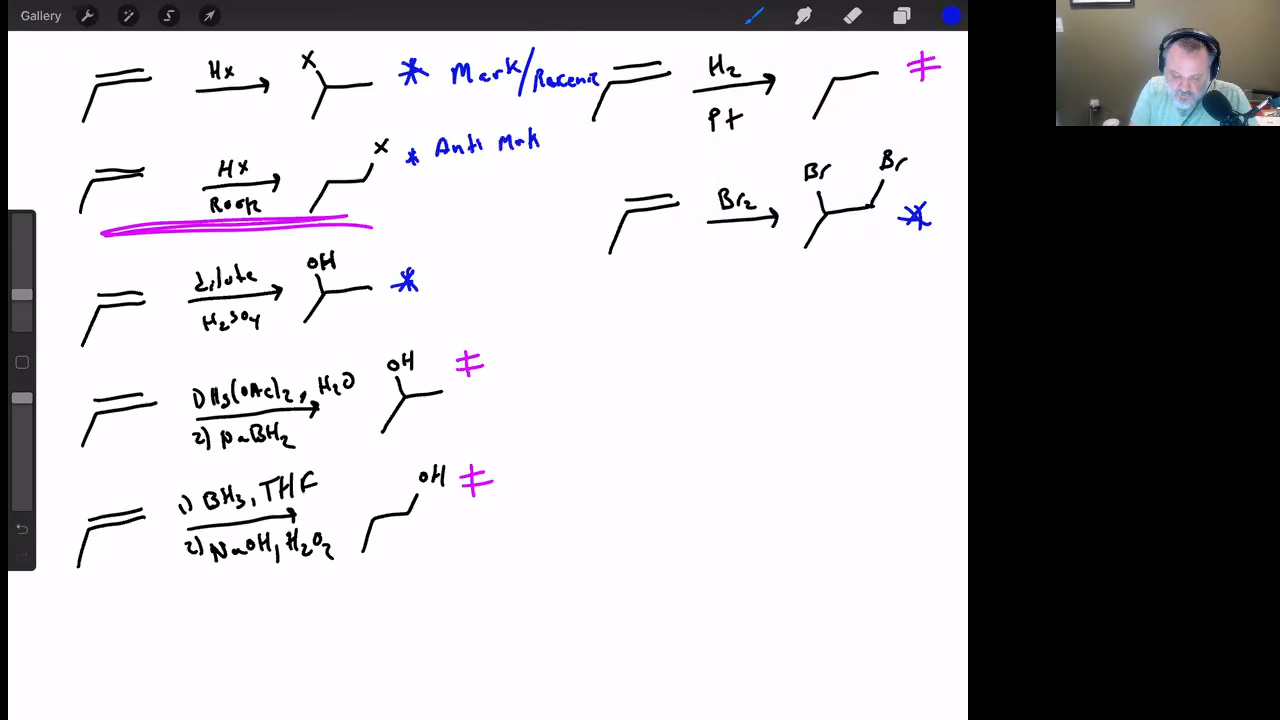 Gallery
HX
X
* Mark/Racemic
HX
ROOR
X
* Anti Mark
dilute
H2SO4
OH
*
1) Hg(OAc)2, H2O
2) NaBH2
OH
≠
1) BH3, THF
2) NaOH, H2O2
OH
≠
H2
Pt
≠
Br2
Br
Br
*